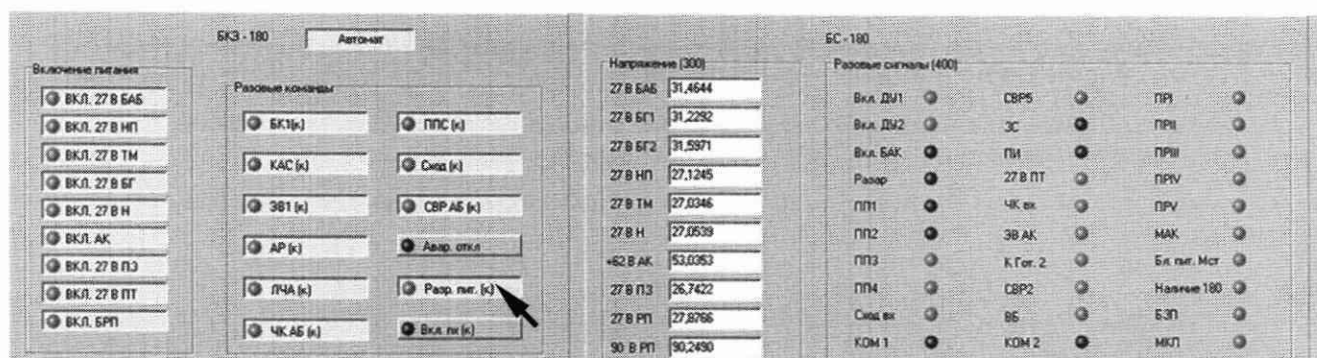 БКЗ - 180 Автомат
Включение питания
ВКЛ. 27 В БАБ
ВКЛ. 27 В НП
ВКЛ. 27 В ТМ
ВКЛ. 27 В БГ
ВКЛ. 27 В Н
ВКЛ. АК
ВКЛ. 27 В ПЗ
ВКЛ. 27 В ПТ
ВКЛ. БРП
Разовые команды
БК1(к) ППС (к)
КАС (к) Сход (к)
ЗВ1 (к) СВР АБ (к)
АР (к) Авар. откл
ЛЧА (к) Разр. пит. (к)
ЧК АБ (к) Вкл. пк (к)
Напряжение (300)
27 В БАБ 31,4644
27 В БГ1 31,2292
27 В БГ2 31,5971
27 В НП 27,1245
27 В ТМ 27,0346
27 В Н 27,0539
+62 В АК 53,0353
27 В ПЗ 26,7422
27 В РП 27,8766
90 В РП 90,2490
БС - 180
Разовые сигналы (400)
Вкл. ДУ1 СВР5 ПРI
Вкл. ДУ2 ЗС ПРII
Вкл. БАК ПИ ПРIII
Разар 27 В ПТ ПРIV
ПП1 ЧК вх ПРV
ПП2 ЗВ АК МАК
ПП3 К Гот. 2 Бл. пит. Мст
ПП4 СВР2 Наличие 180
Сход вх ВБ БЗП
КОМ 1 КОМ 2 МКП